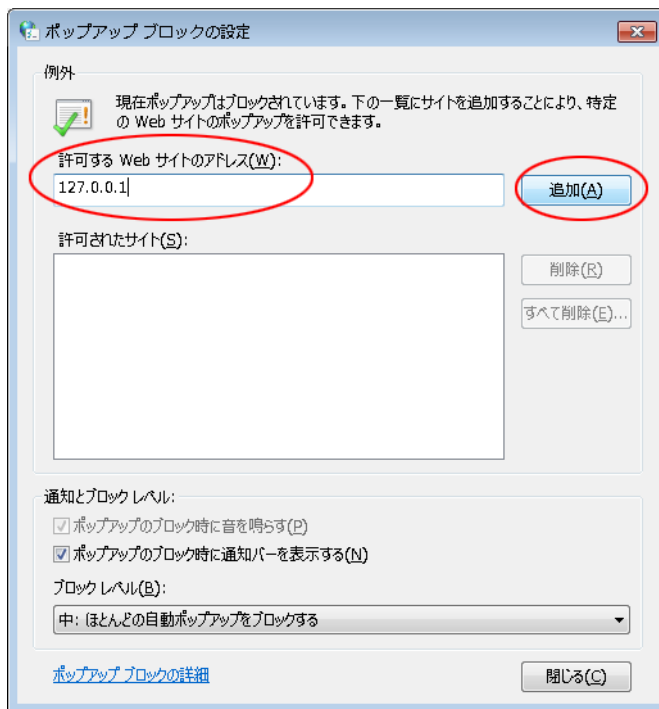 ポップアップ ブロックの設定
例外
現在ポップアップはブロックされています。下の一覧にサイトを追加することにより、特定
の Web サイトのポップアップを許可できます。
許可する Web サイトのアドレス(W):
127.0.0.1
追加(A)
許可されたサイト(S):
削除(R)
すべて削除(E)...
通知とブロック レベル:
ポップアップのブロック時に音を鳴らす(P)
ポップアップのブロック時に通知バーを表示する(N)
ブロック レベル(B):
中: ほとんどの自動ポップアップをブロックする
ポップアップ ブロックの詳細
閉じる(C)